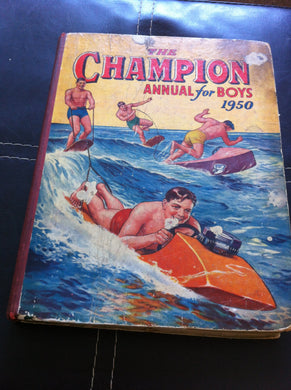 THE
CHAMPION
ANNUAL for BOYS
1950